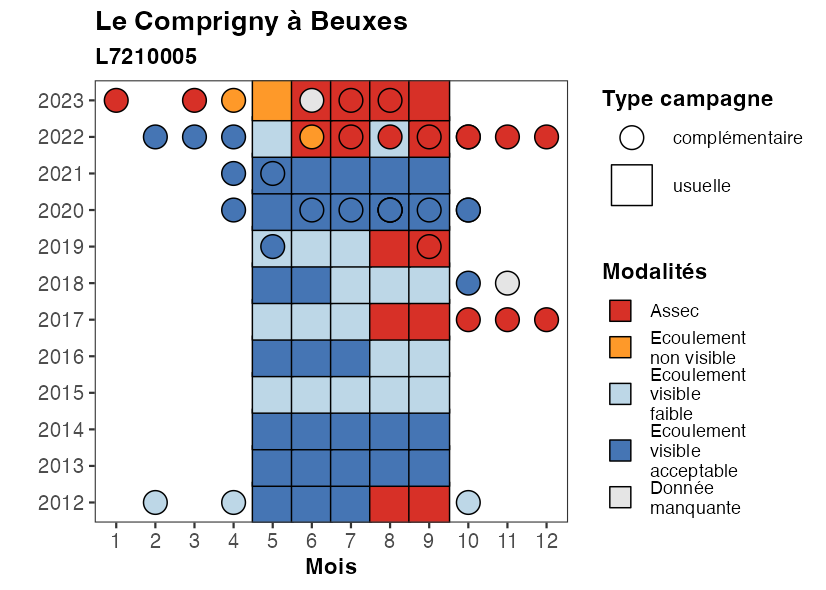 Le Comprigny à Beuxes
L7210005
2023
2022
2021
2020
2019
2018
2017
2016
2015
2014
2013
2012
1 2 3 4 5 6 7 8 9 10 11 12
Mois
Type campagne
complémentaire
usuelle
Modalités
Assec
Ecoulement
non visible
Ecoulement
visible
faible
Ecoulement
visible
acceptable
Donnée
manquante